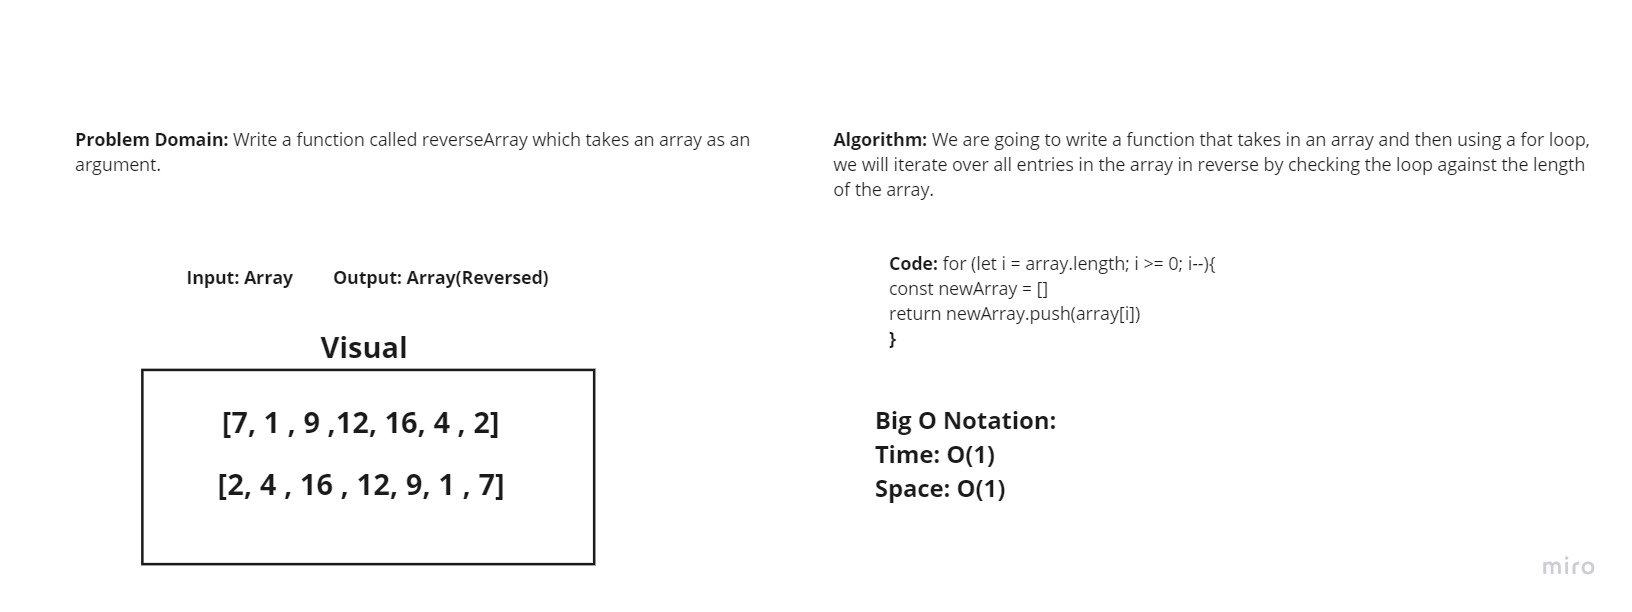 Problem Domain: Write a function called reverseArray which takes an array as an
argument.
Input: Array Output: Array(Reversed)
Visual
[7, 1 , 9 ,12, 16, 4 , 2]
[2, 4 , 16 , 12, 9, 1 , 7]
Algorithm: We are going to write a function that takes in an array and then using a for loop,
we will iterate over all entries in the array in reverse by checking the loop against the length
of the array.
Code: for (let i = array.length; i >= 0; i--){
const newArray = []
return newArray.push(array[i])
}
Big O Notation:
Time: O(1)
Space: O(1)
miro